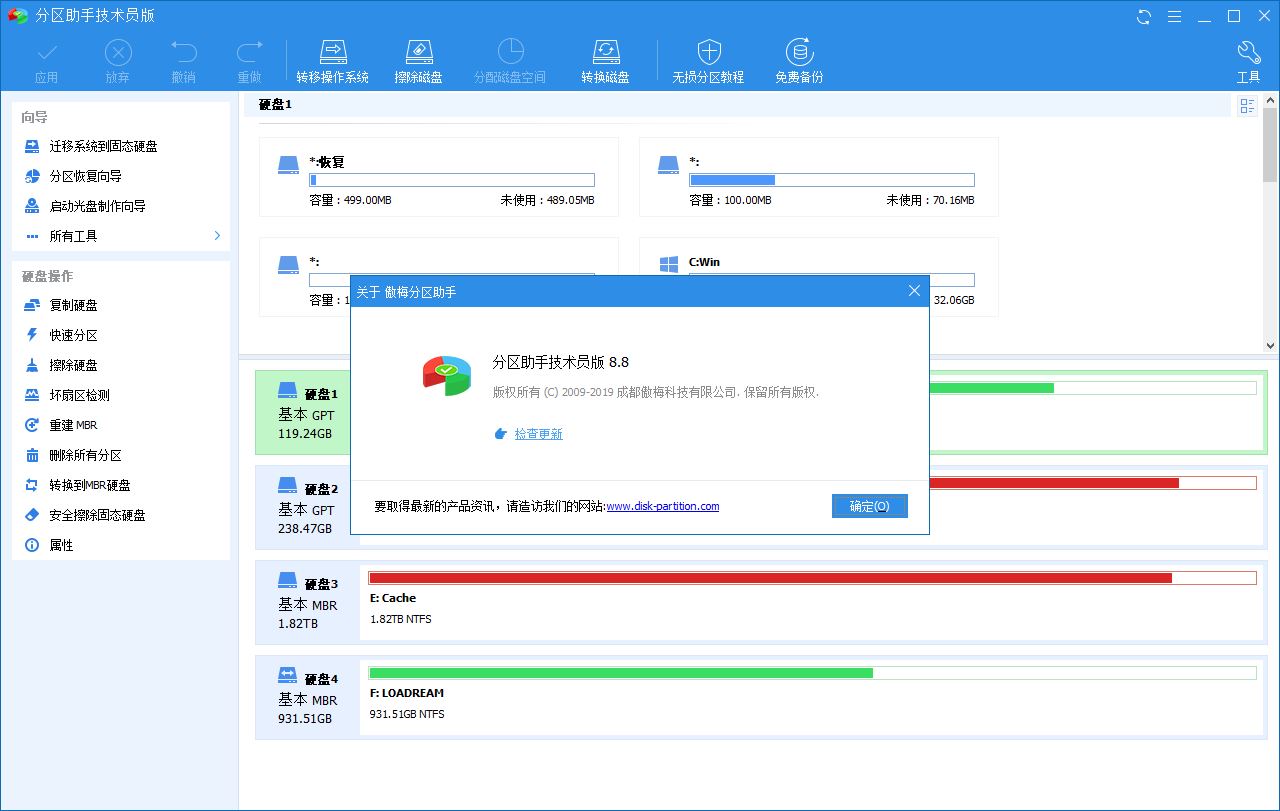 分区助手技术员版
应用
放弃
撤销
重做
转移操作系统
擦除磁盘
分配磁盘空间
转换磁盘
无损分区教程
免费备份
工具
向导
迁移系统到固态硬盘
分区恢复向导
启动光盘制作向导
所有工具
硬盘操作
复制硬盘
快速分区
擦除硬盘
坏扇区检测
重建 MBR
删除所有分区
转换到MBR硬盘
安全擦除固态硬盘
属性
硬盘1
*:恢复
容量：499.00MB 未使用：489.05MB
*:
容量：100.00MB 未使用：70.16MB
*:
容量：1
C:Win
32.06GB
关于 傲梅分区助手
分区助手技术员版 8.8
版权所有 (C) 2009-2019 成都傲梅科技有限公司. 保留所有版权.
检查更新
要取得最新的产品资讯，请造访我们的网站:www.disk-partition.com
确定(O)
硬盘1
基本 GPT
119.24GB
硬盘2
基本 GPT
238.47GB
硬盘3
基本 MBR
1.82TB
E: Cache
1.82TB NTFS
硬盘4
基本 MBR
931.51GB
F: LOADREAM
931.51GB NTFS